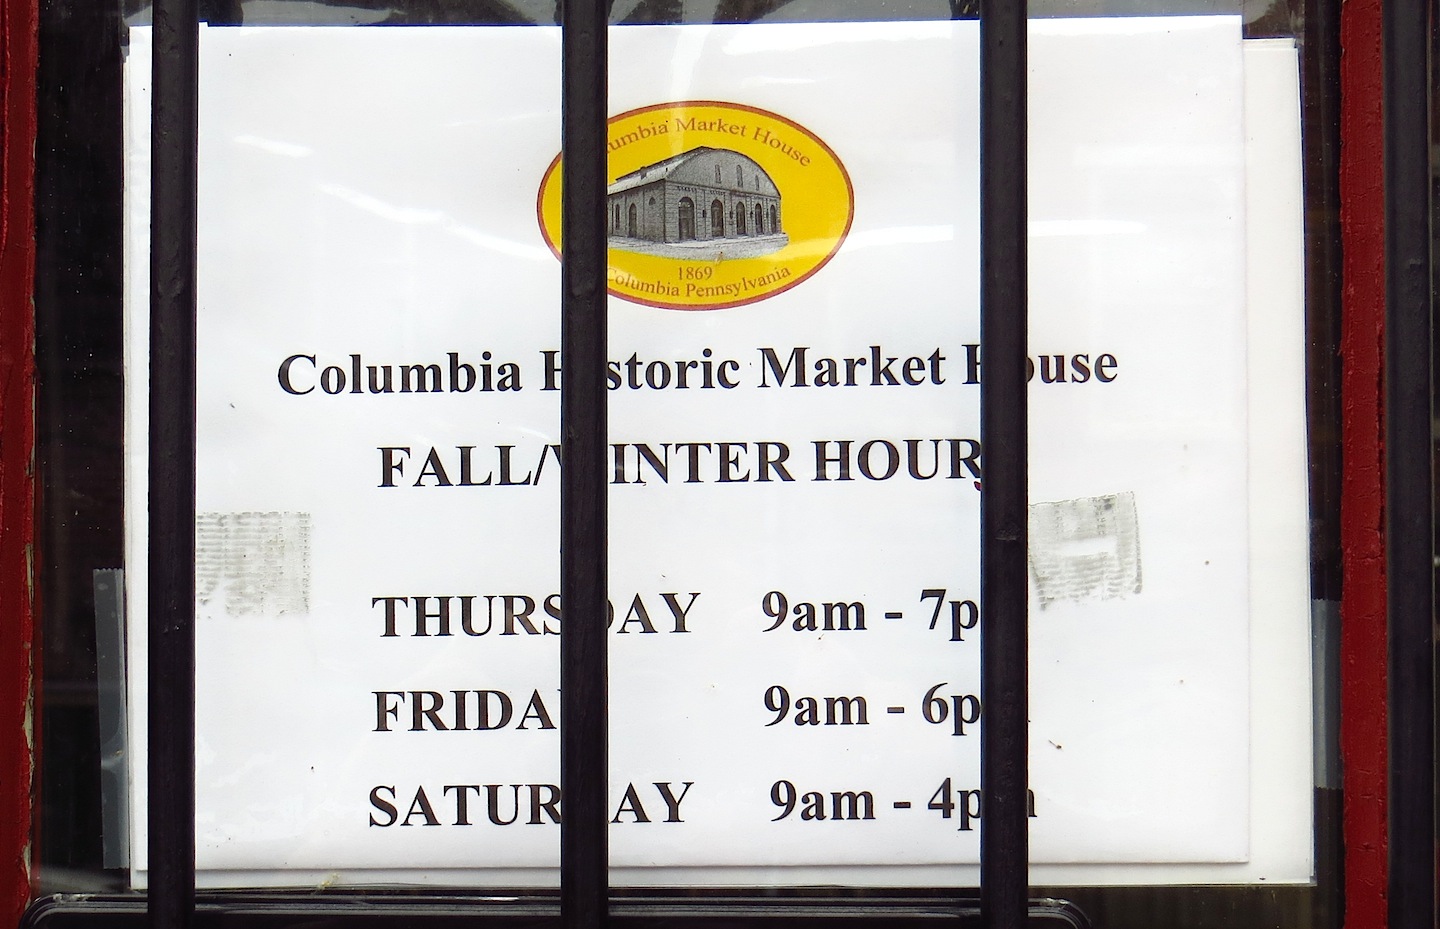 Columbia Market House
1869
Columbia Pennsylvania
Columbia Historic Market House
FALL/WINTER HOURS
THURSDAY 9am - 7pm
FRIDAY 9am - 6pm
SATURDAY 9am - 4pm